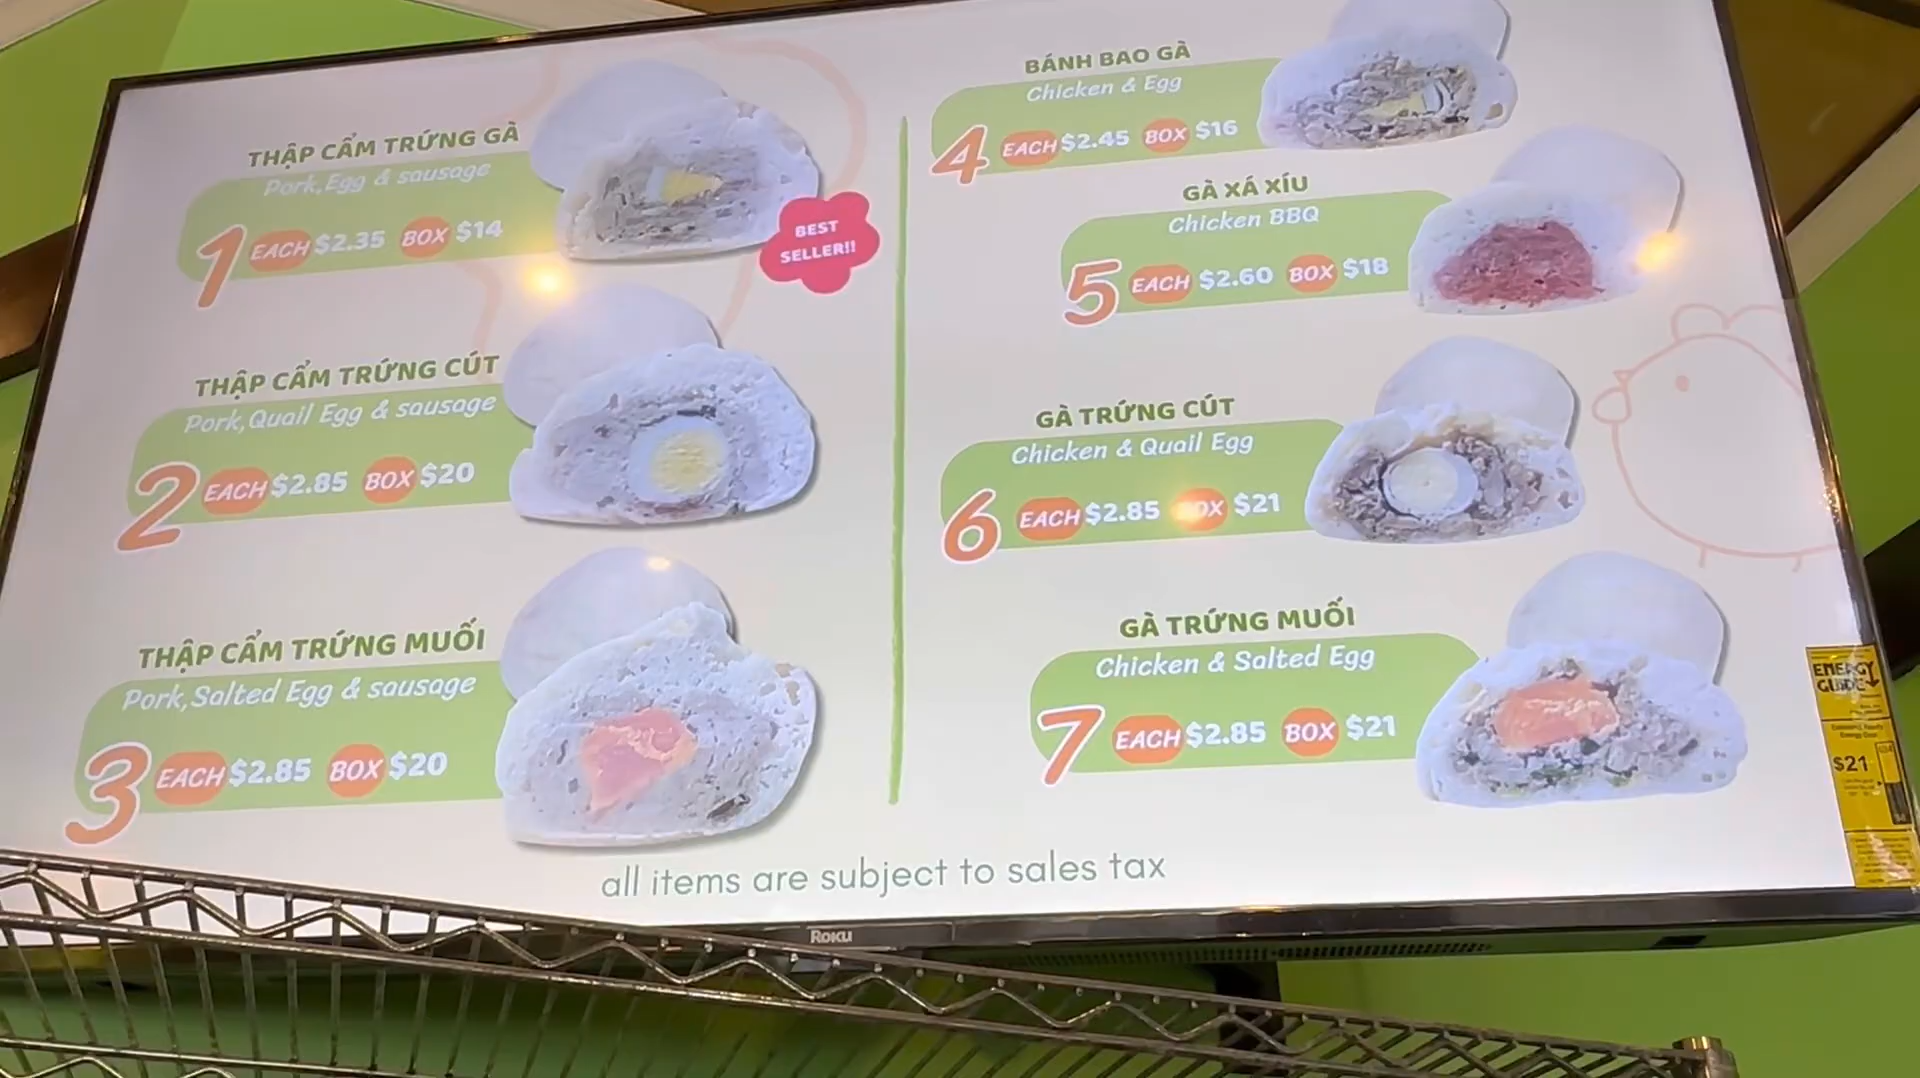 THẬP CẨM TRỨNG GÀ
Pork, Egg & sausage
1 EACH $2.35 BOX $14
BEST
SELLER!!
THẬP CẨM TRỨNG CÚT
Pork, Quail Egg & sausage
2 EACH $2.85 BOX $20
THẬP CẨM TRỨNG MUỐI
Pork, Salted Egg & sausage
3 EACH $2.85 BOX $20
BÁNH BAO GÀ
Chicken & Egg
4 EACH $2.45 BOX $16
GÀ XÁ XÍU
Chicken BBQ
5 EACH $2.60 BOX $18
GÀ TRỨNG CÚT
Chicken & Quail Egg
6 EACH $2.85 BOX $21
GÀ TRỨNG MUỐI
Chicken & Salted Egg
7 EACH $2.85 BOX $21
all items are subject to sales tax
Roku
ENERGY
GUIDE
$21